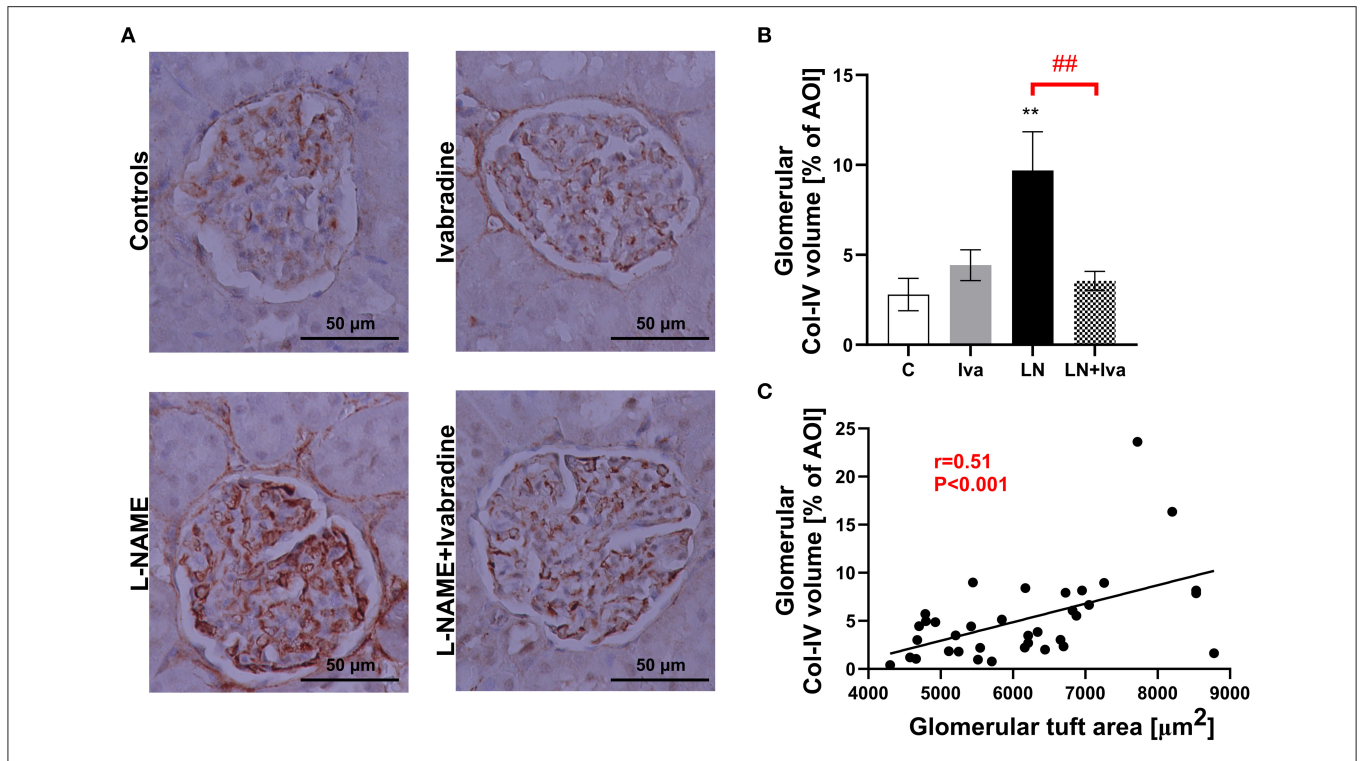 A
Controls
50 µm
Ivabradine
50 µm
L-NAME
50 µm
L-NAME+Ivabradine
50 µm
B
Glomerular
Col-IV volume [% of AOI]
15
10
5
0
##
**
C
Iva
LN
LN+Iva
C
Glomerular
Col-IV volume [% of AOI]
25
20
15
10
5
0
r=0.51
P<0.001
4000
5000
6000
7000
8000
9000
Glomerular tuft area [µm²]